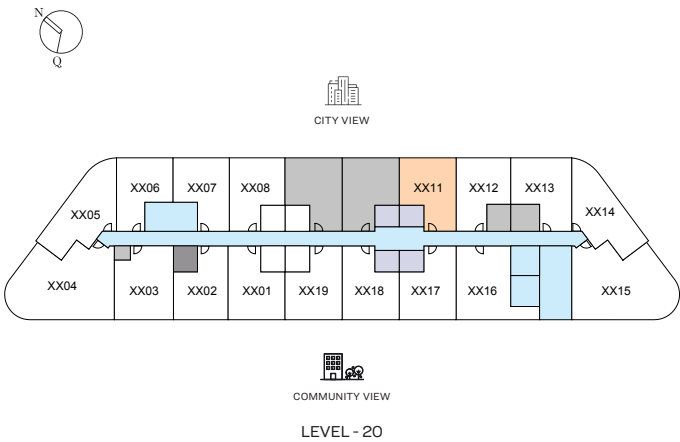 N
Q
CITY VIEW
XX06 XX07 XX08 XX11 XX12 XX13
XX05 XX14
XX04 XX03 XX02 XX01 XX19 XX18 XX17 XX16 XX15
COMMUNITY VIEW
LEVEL - 20